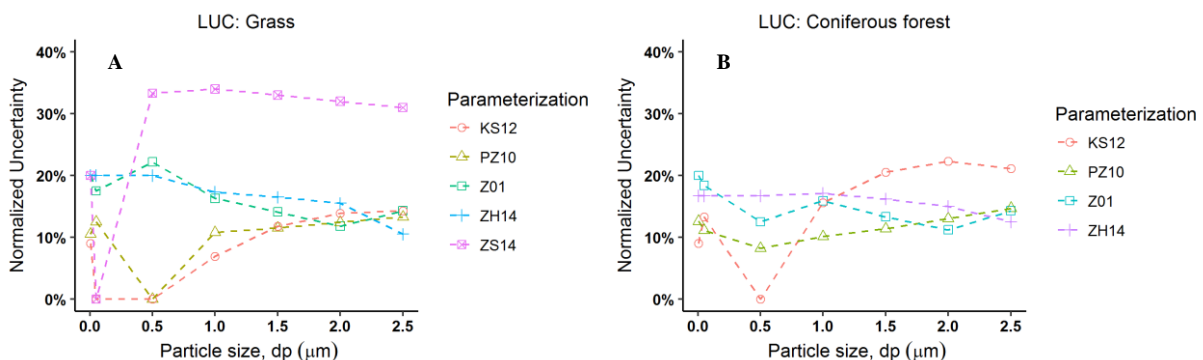 LUC: Grass
A
Normalized Uncertainty
40%
30%
20%
10%
0%
0.0 0.5 1.0 1.5 2.0 2.5
Particle size, dp (μm)
Parameterization
KS12
PZ10
Z01
ZH14
ZS14
LUC: Coniferous forest
B
Normalized Uncertainty
40%
30%
20%
10%
0%
0.0 0.5 1.0 1.5 2.0 2.5
Particle size, dp (μm)
Parameterization
KS12
PZ10
Z01
ZH14